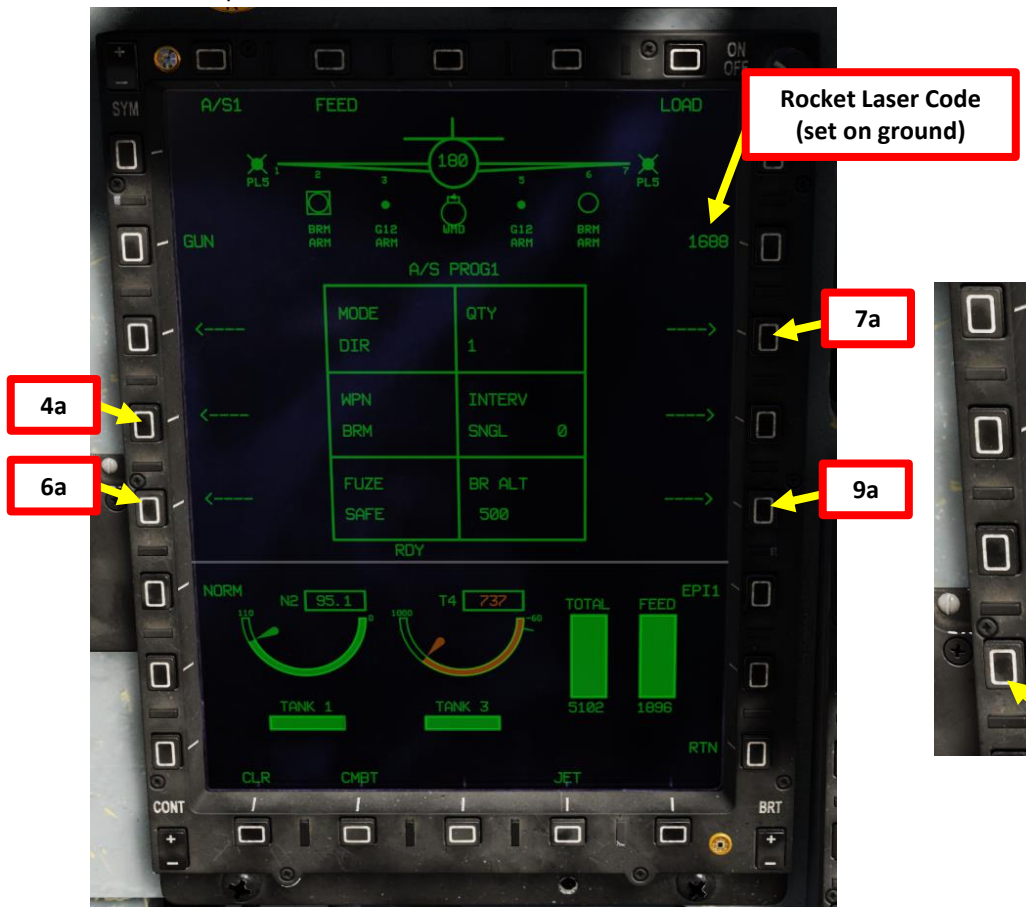 ON
OFF
SYM
A/S1 FEED LOAD
Rocket Laser Code
(set on ground)
180
1 2 3 5 6 7
PL5 PL5
BRM G12 WMD G12 BRM
ARM ARM ARM ARM
GUN 1688
A/S PROG1
MODE QTY
DIR 1
7a
<---- ---->
WPN INTERV
BRM SNGL 0
4a
<---- ---->
FUZE BR ALT
SAFE 500
6a
9a
<---- ---->
RDY
NORM EPI1
N2 95.1 T4 737 TOTAL FEED
110 0 1000 -60
TANK 1 TANK 3 5102 1896
RTN
CLR CMBT JET
CONT BRT
+ +
- -